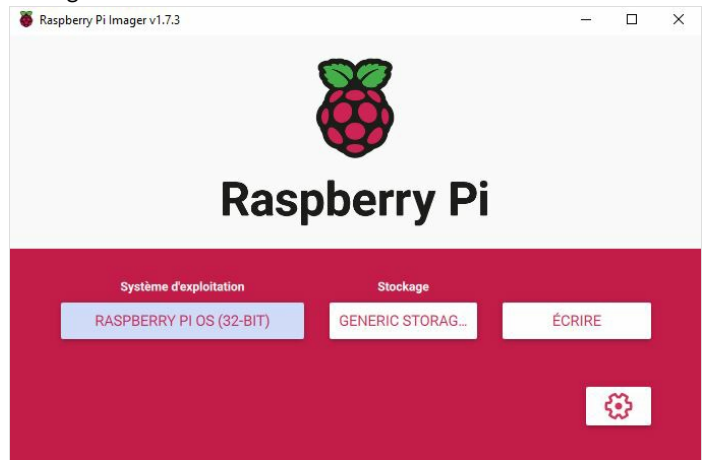 Raspberry Pi Imager v1.7.3
Raspberry Pi
Système d'exploitation
Stockage
RASPBERRY PI OS (32-BIT)
GENERIC STORAG...
ÉCRIRE